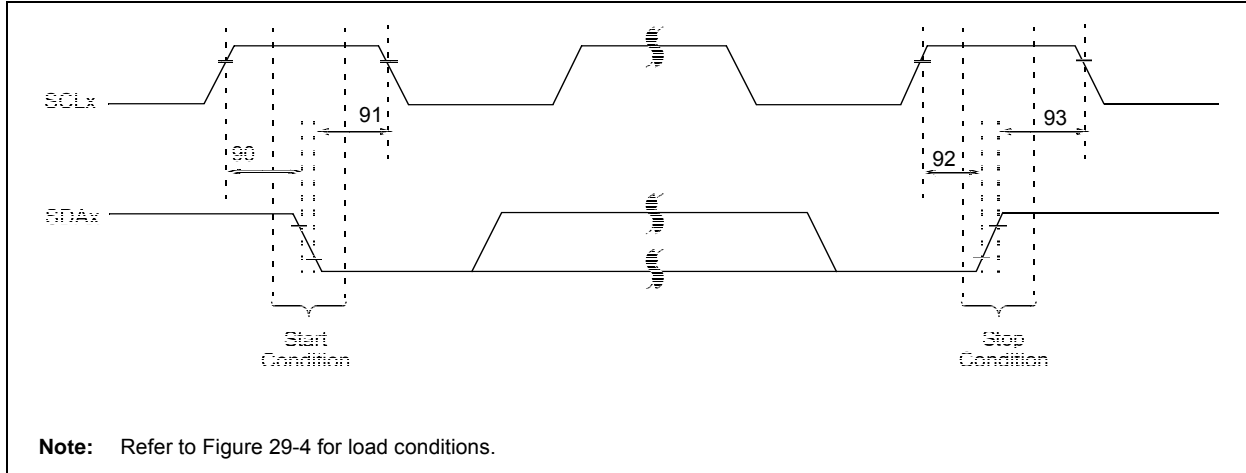 SCLx
91
93
90
92
SDAx
Start
Condition
Stop
Condition
Note: Refer to Figure 29-4 for load conditions.